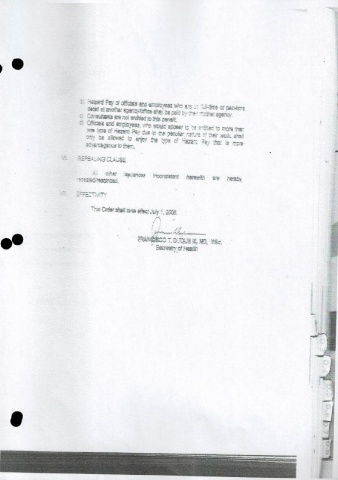 b) Hazard Pay of officials and employees who are on full-time or part-time
detail at another agency/office shall be paid by their mother agency.
c) Consultants are not entitled to this benefit.
d) Officials and employees, who would appear to be entitled to more than
one type of Hazard Pay due to the peculiar nature of their work, shall
only be allowed to enjoy the type of Hazard Pay that is more
advantageous to them.
VI. REPEALING CLAUSE
All other issuances inconsistent herewith are hereby
repealed/rescinded.
VII. EFFECTIVITY
This Order shall take effect July 1, 2006.
FRANCISCO T. DUQUE III, MD, MSc.
Secretary of Health